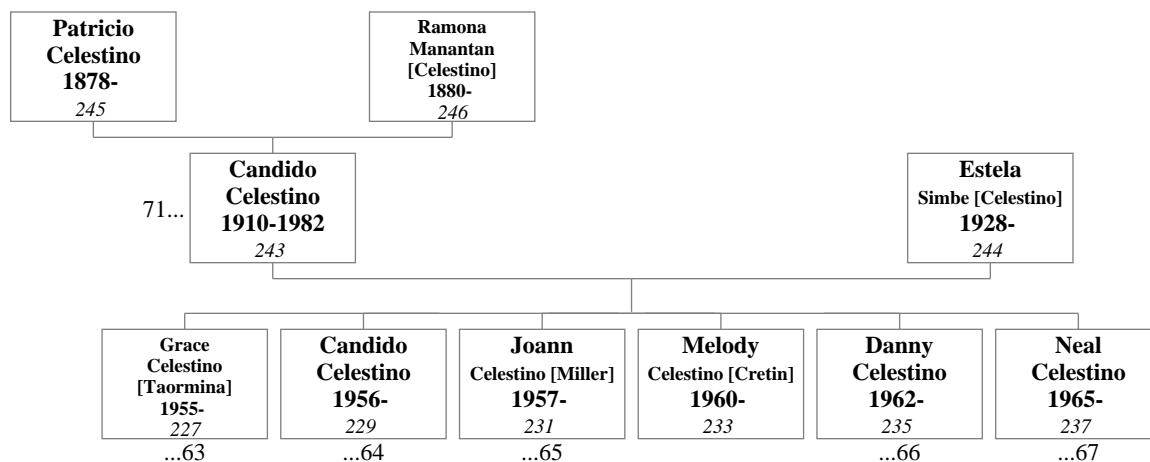 Patricio
Celestino
1878-
245
Ramona
Manantan
[Celestino]
1880-
246
71...
Candido
Celestino
1910-1982
243
Estela
Simbe [Celestino]
1928-
244
Grace
Celestino
[Taormina]
1955-
227
...63
Candido
Celestino
1956-
229
...64
Joann
Celestino [Miller]
1957-
231
...65
Melody
Celestino [Cretin]
1960-
233
Danny
Celestino
1962-
235
...66
Neal
Celestino
1965-
237
...67